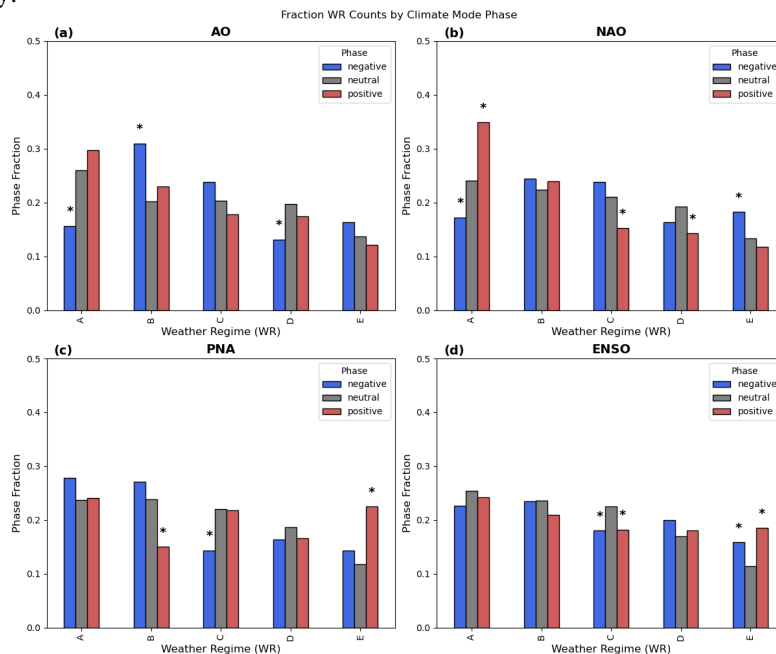 y.
Fraction WR Counts by Climate Mode Phase
(a) AO
0.5
0.4
0.3
0.2
0.1
0.0
Phase Fraction
Phase
negative
neutral
positive
*
*
*
A B C D E
Weather Regime (WR)
(b) NAO
0.5
0.4
0.3
0.2
0.1
0.0
Phase Fraction
Phase
negative
neutral
positive
*
*
*
*
*
A B C D E
Weather Regime (WR)
(c) PNA
0.5
0.4
0.3
0.2
0.1
0.0
Phase Fraction
Phase
negative
neutral
positive
*
*
*
A B C D E
Weather Regime (WR)
(d) ENSO
0.5
0.4
0.3
0.2
0.1
0.0
Phase Fraction
Phase
negative
neutral
positive
* *
* *
A B C D E
Weather Regime (WR)